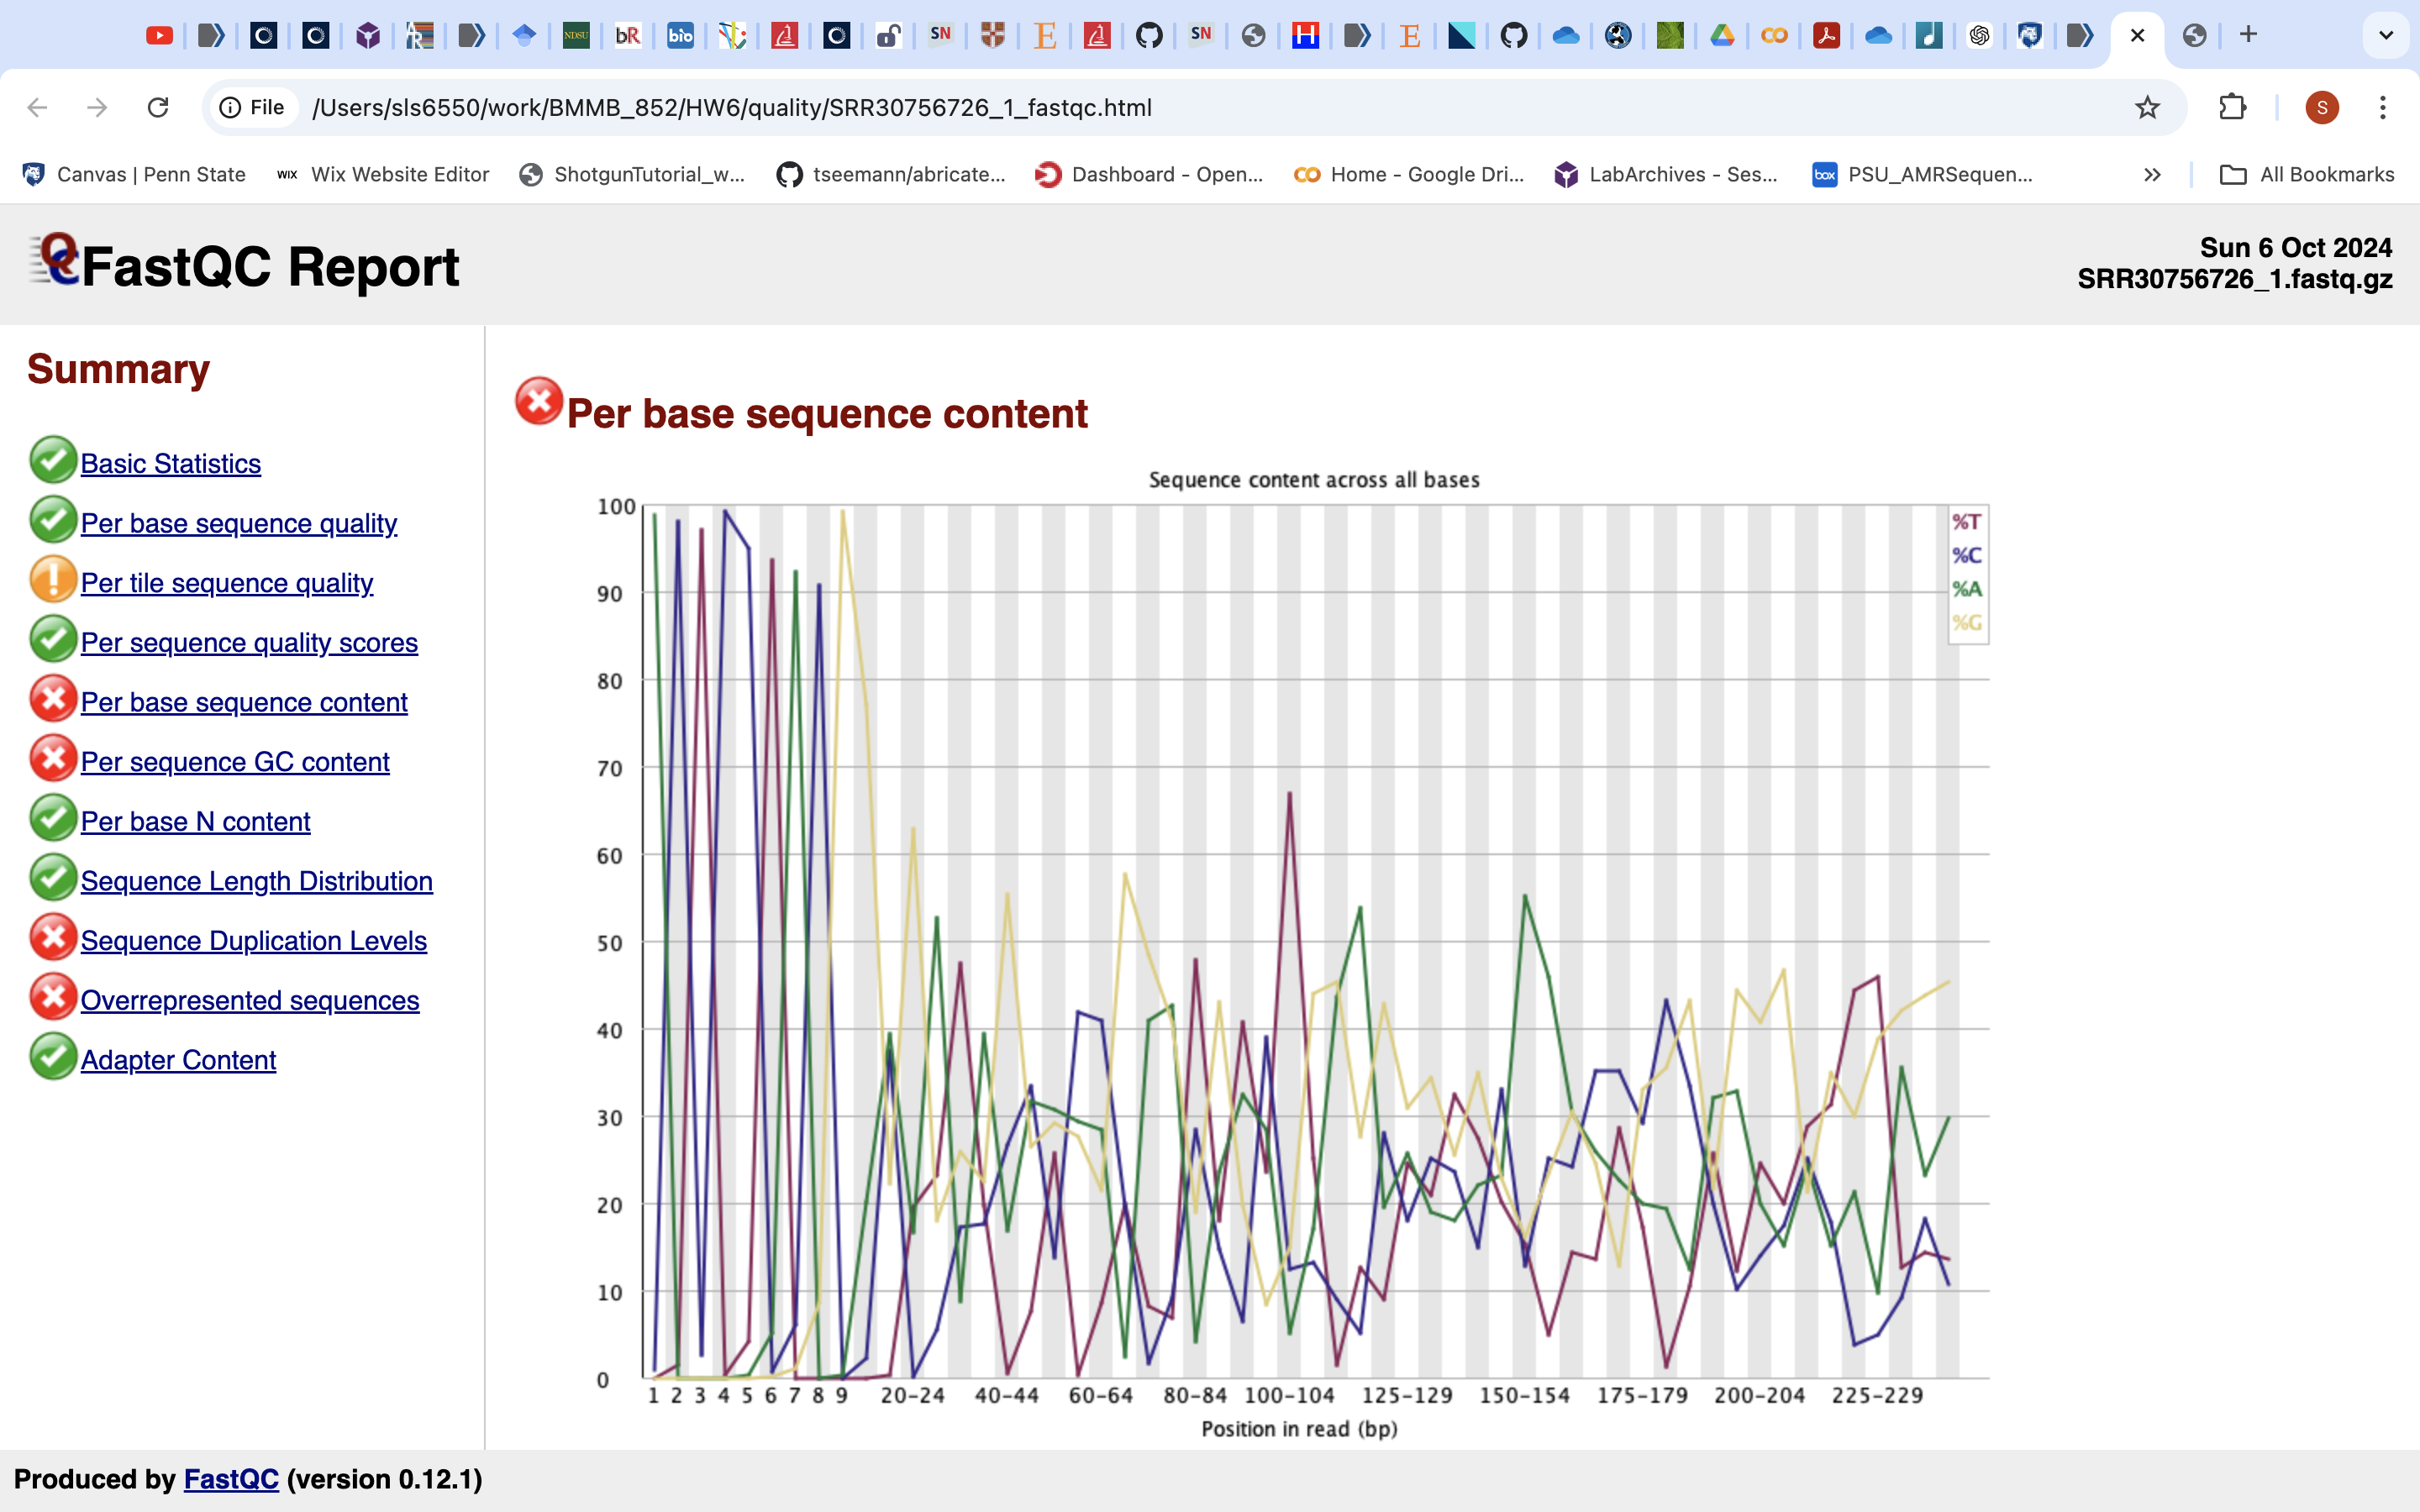 NDSU
bR
bio
SN
E
SN
H
E
File
/Users/sls6550/work/BMMB_852/HW6/quality/SRR30756726_1_fastqc.html
S
Canvas | Penn State
WIX
Wix Website Editor
ShotgunTutorial_w...
tseemann/abricate...
Dashboard - Open...
Home - Google Dri...
LabArchives - Ses...
box
PSU_AMRSequen...
All Bookmarks
FastQC Report
Sun 6 Oct 2024
SRR30756726_1.fastq.gz
Summary
Basic Statistics
Per base sequence quality
Per tile sequence quality
Per sequence quality scores
Per base sequence content
Per sequence GC content
Per base N content
Sequence Length Distribution
Sequence Duplication Levels
Overrepresented sequences
Adapter Content
Per base sequence content
Sequence content across all bases
100
90
80
70
60
50
40
30
20
10
0
%T
%C
%A
%G
1 2 3 4 5 6 7 8 9 20-24 40-44 60-64 80-84 100-104 125-129 150-154 175-179 200-204 225-229
Position in read (bp)
Produced by FastQC (version 0.12.1)